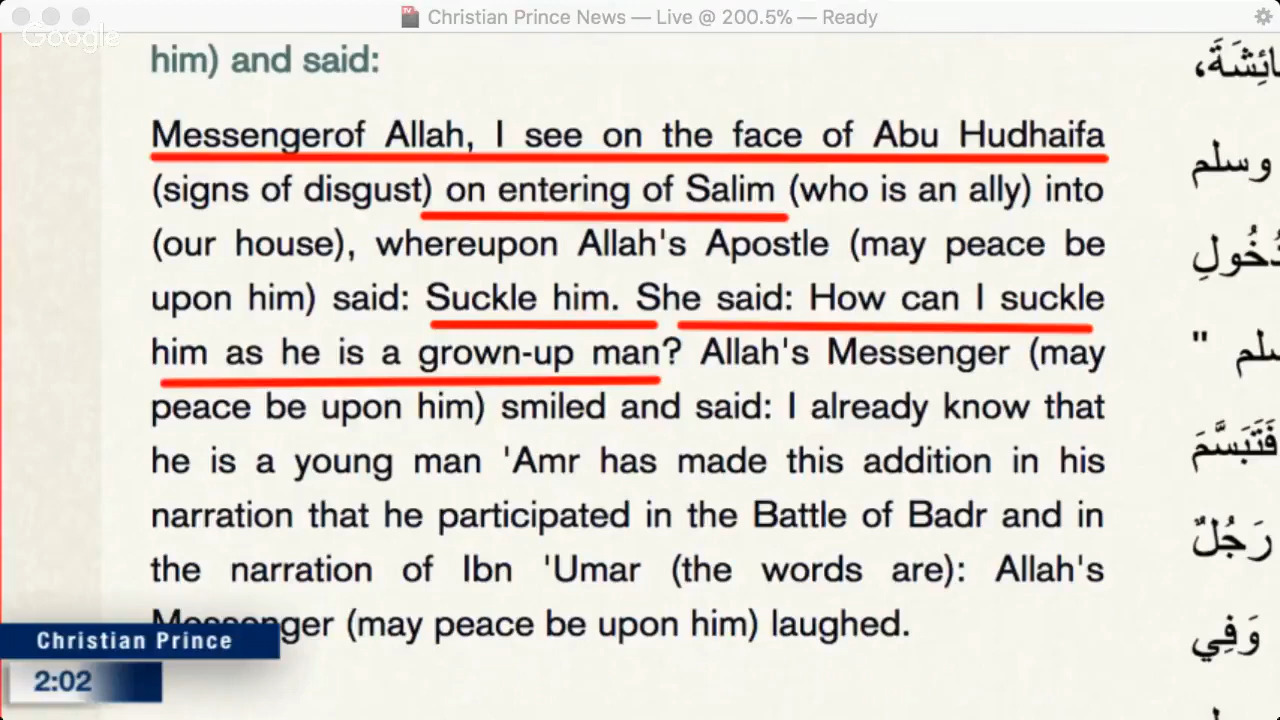 Christian Prince News — Live @ 200.5% — Ready
Google
him) and said:
Messengerof Allah, I see on the face of Abu Hudhaifa
(signs of disgust) on entering of Salim (who is an ally) into
(our house), whereupon Allah's Apostle (may peace be
upon him) said: Suckle him. She said: How can I suckle
him as he is a grown-up man? Allah's Messenger (may
peace be upon him) smiled and said: I already know that
he is a young man 'Amr has made this addition in his
narration that he participated in the Battle of Badr and in
the narration of Ibn 'Umar (the words are): Allah's
Messenger (may peace be upon him) laughed.
وسلم
"
فَتَبَسَّمَ
رَجُلٌ
وَفِي
Christian Prince
2:02